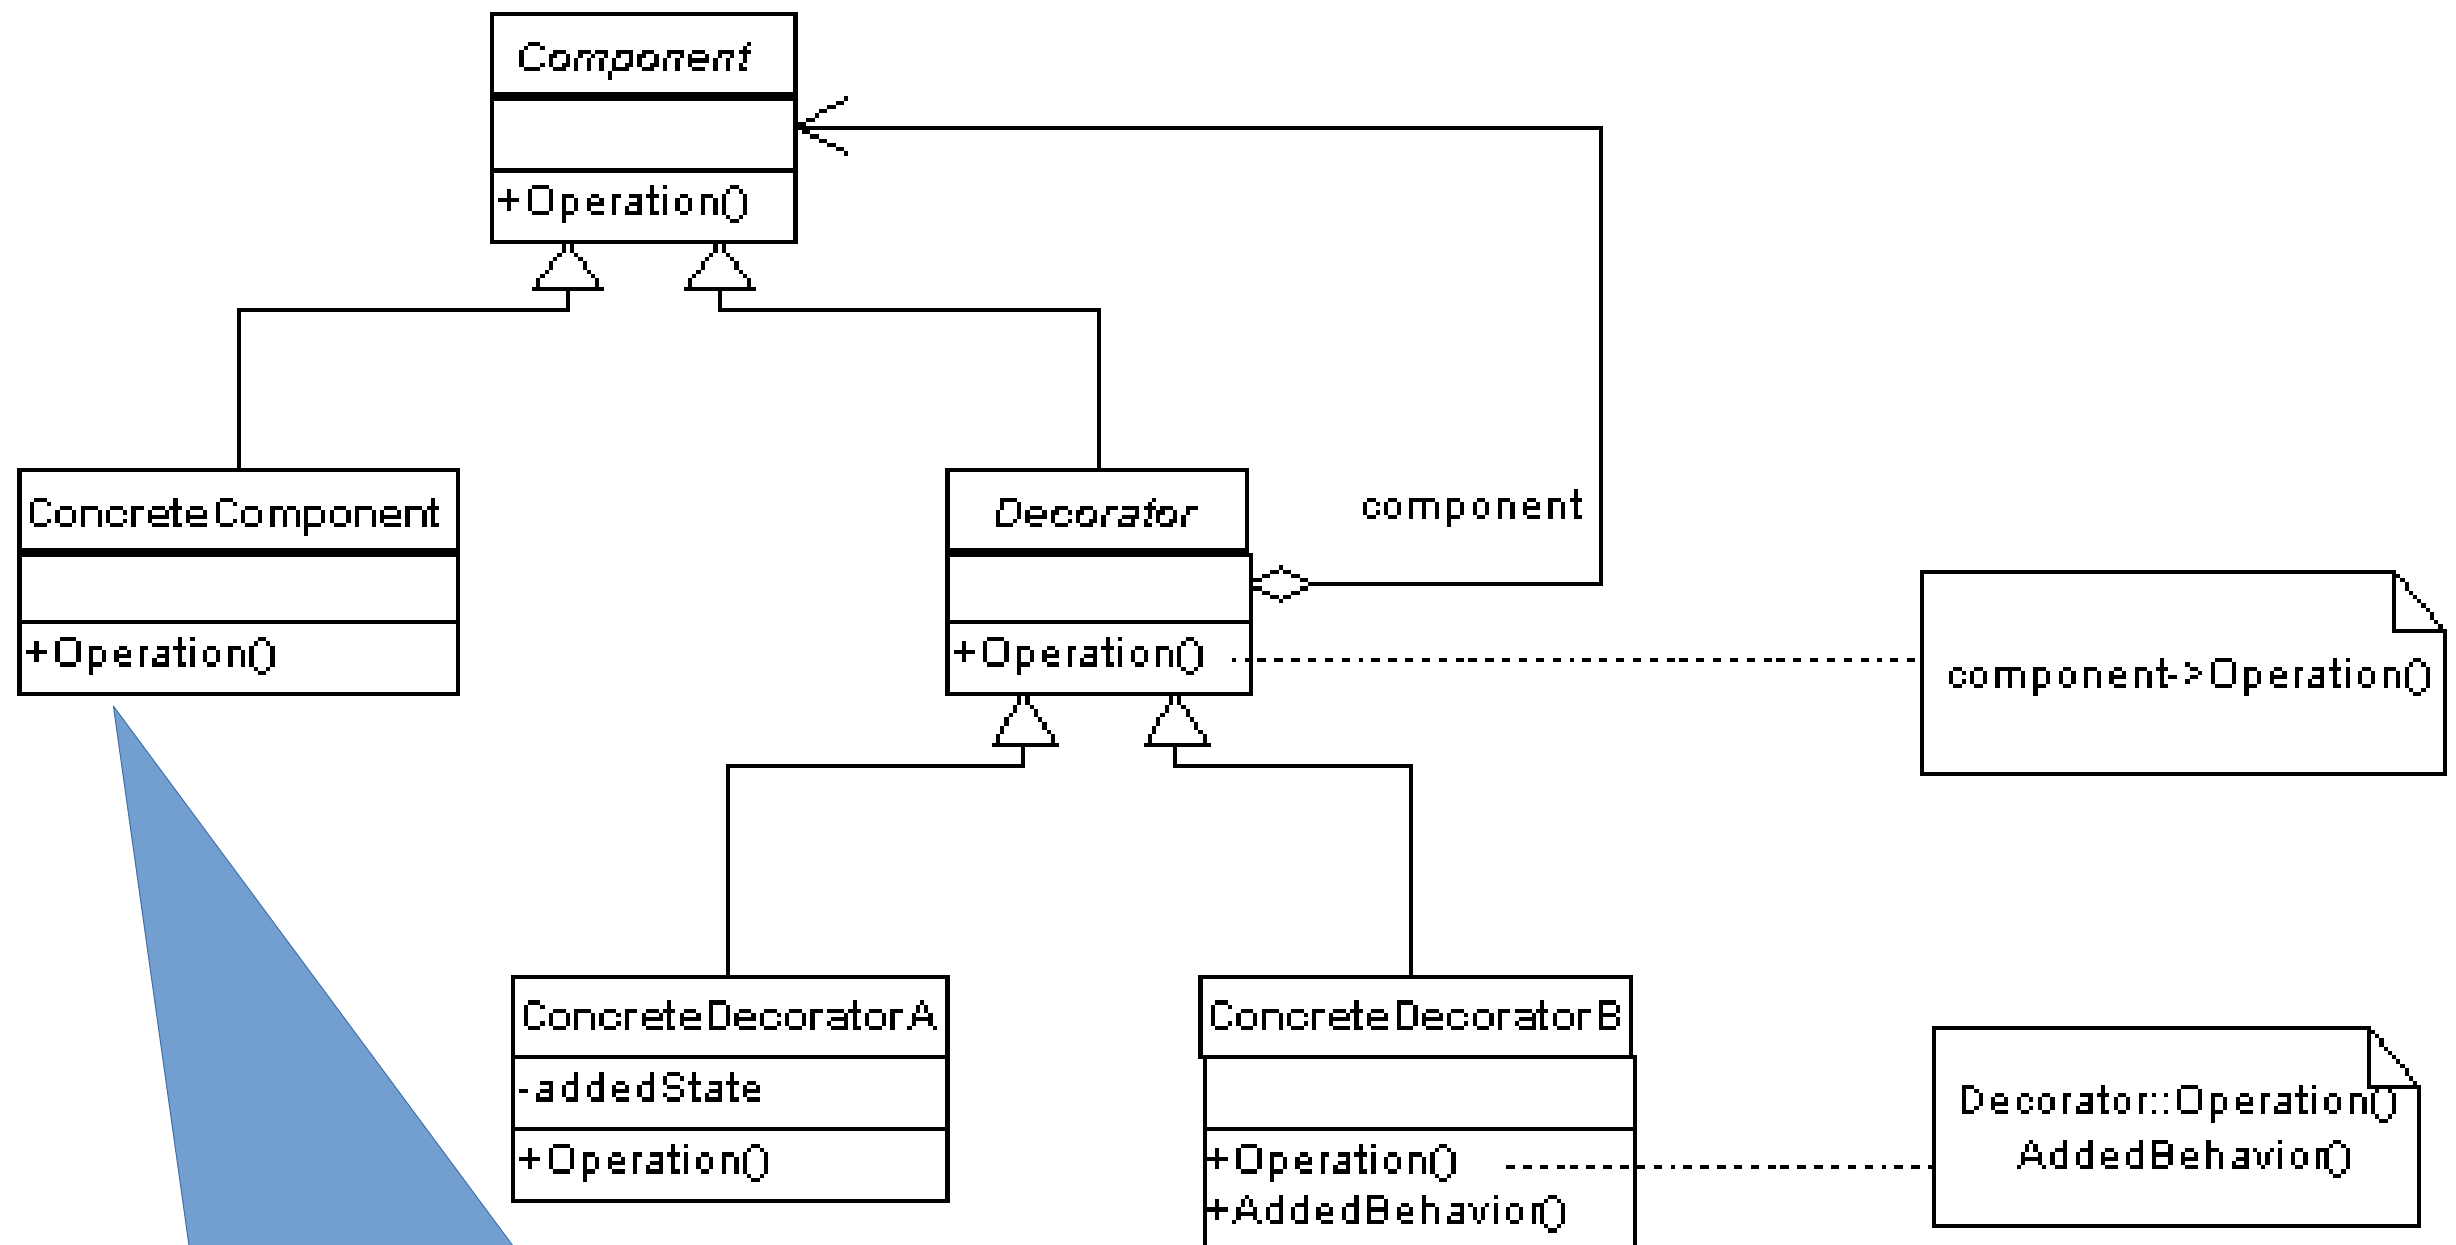 Component
+Operation()
ConcreteComponent
+Operation()
Decorator
+Operation()
component
component->Operation()
ConcreteDecoratorA
-addedState
+Operation()
ConcreteDecoratorB
+Operation()
+AddedBehavior()
Decorator::Operation()
AddedBehavior()